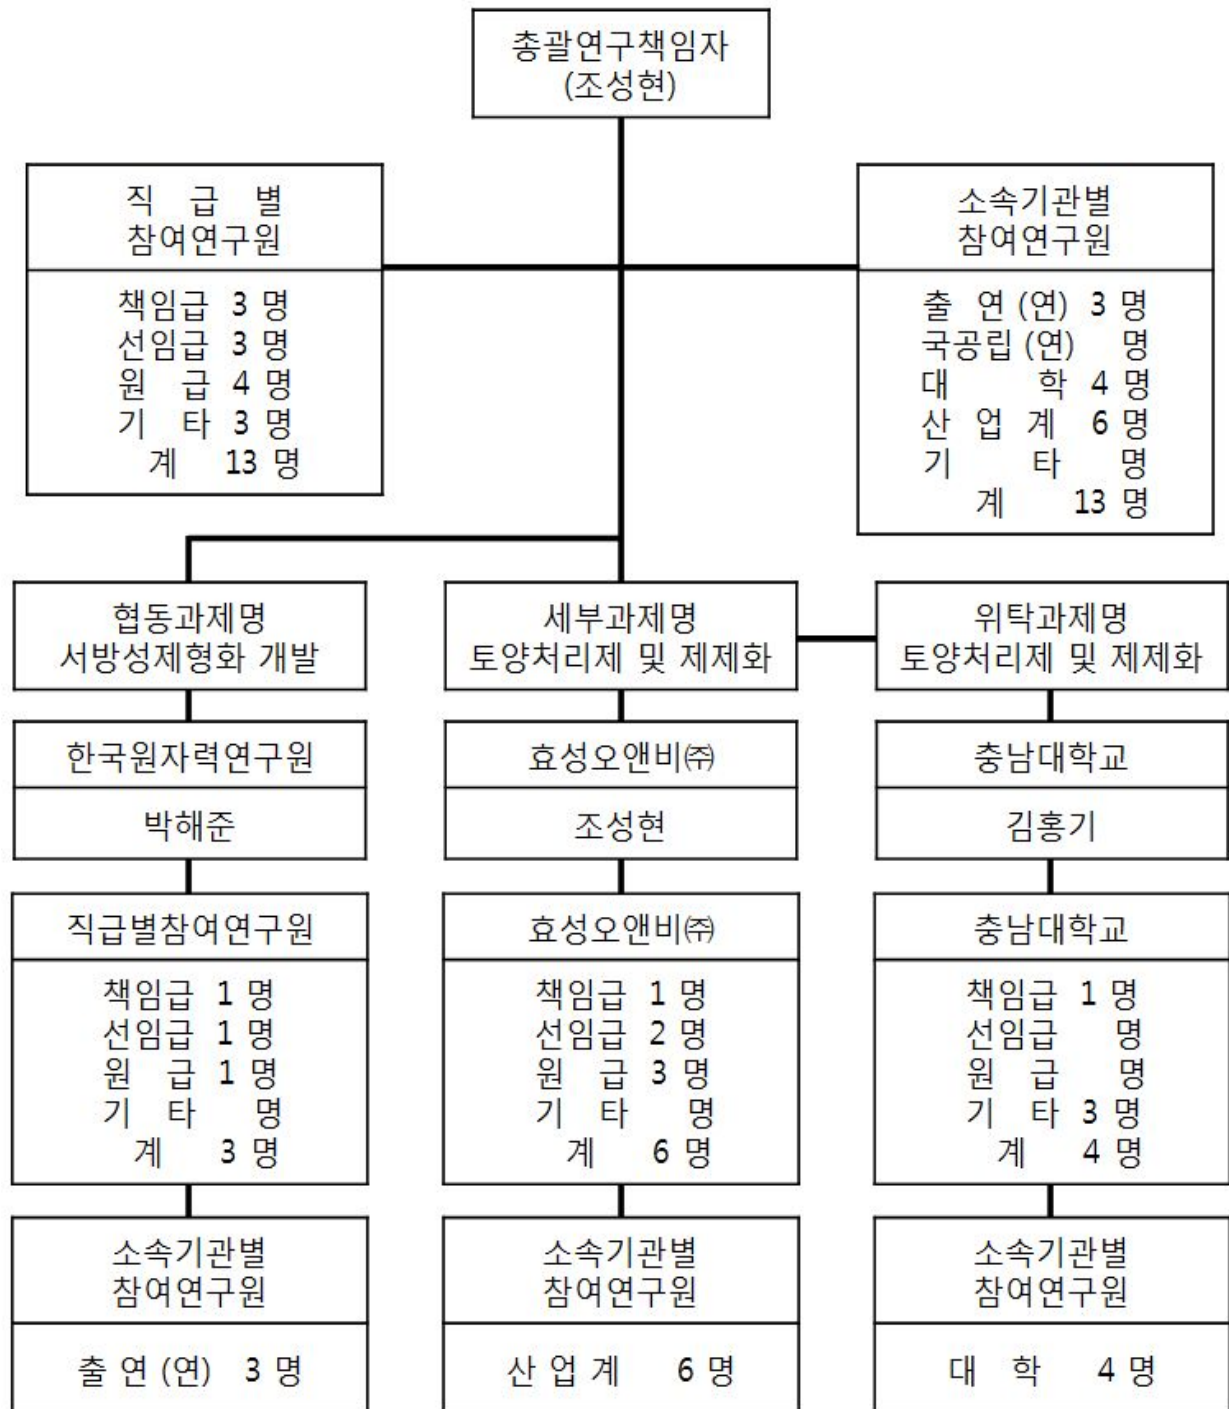 총괄연구책임자
(조성현)
직 급 별
참여연구원
책임급 3 명
선임급 3 명
원 급 4 명
기 타 3 명
계 13 명
소속기관별
참여연구원
출 연 (연) 3 명
국공립 (연) 명
대 학 4 명
산 업 계 6 명
기 타 명
계 13 명
협동과제명
서방성제형화 개발
한국원자력연구원
박해준
직급별참여연구원
책임급 1 명
선임급 1 명
원 급 1 명
기 타 명
계 3 명
소속기관별
참여연구원
출 연 (연) 3 명
세부과제명
토양처리제 및 제제화
효성오앤비㈜
조성현
효성오앤비㈜
책임급 1 명
선임급 2 명
원 급 3 명
기 타 명
계 6 명
소속기관별
참여연구원
산 업 계 6 명
위탁과제명
토양처리제 및 제제화
충남대학교
김홍기
충남대학교
책임급 1 명
선임급 명
원 급 명
기 타 3 명
계 4 명
소속기관별
참여연구원
대 학 4 명